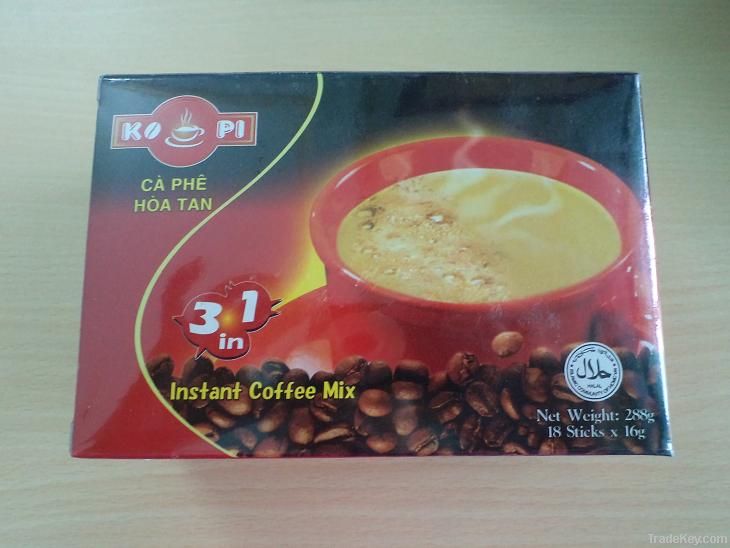 KO PI
CÀ PHÊ
HÒA TAN
3 in 1
Instant Coffee Mix
حلال
HALAL
Net Weight: 288g
18 Sticks x 16g
TradeKey.com